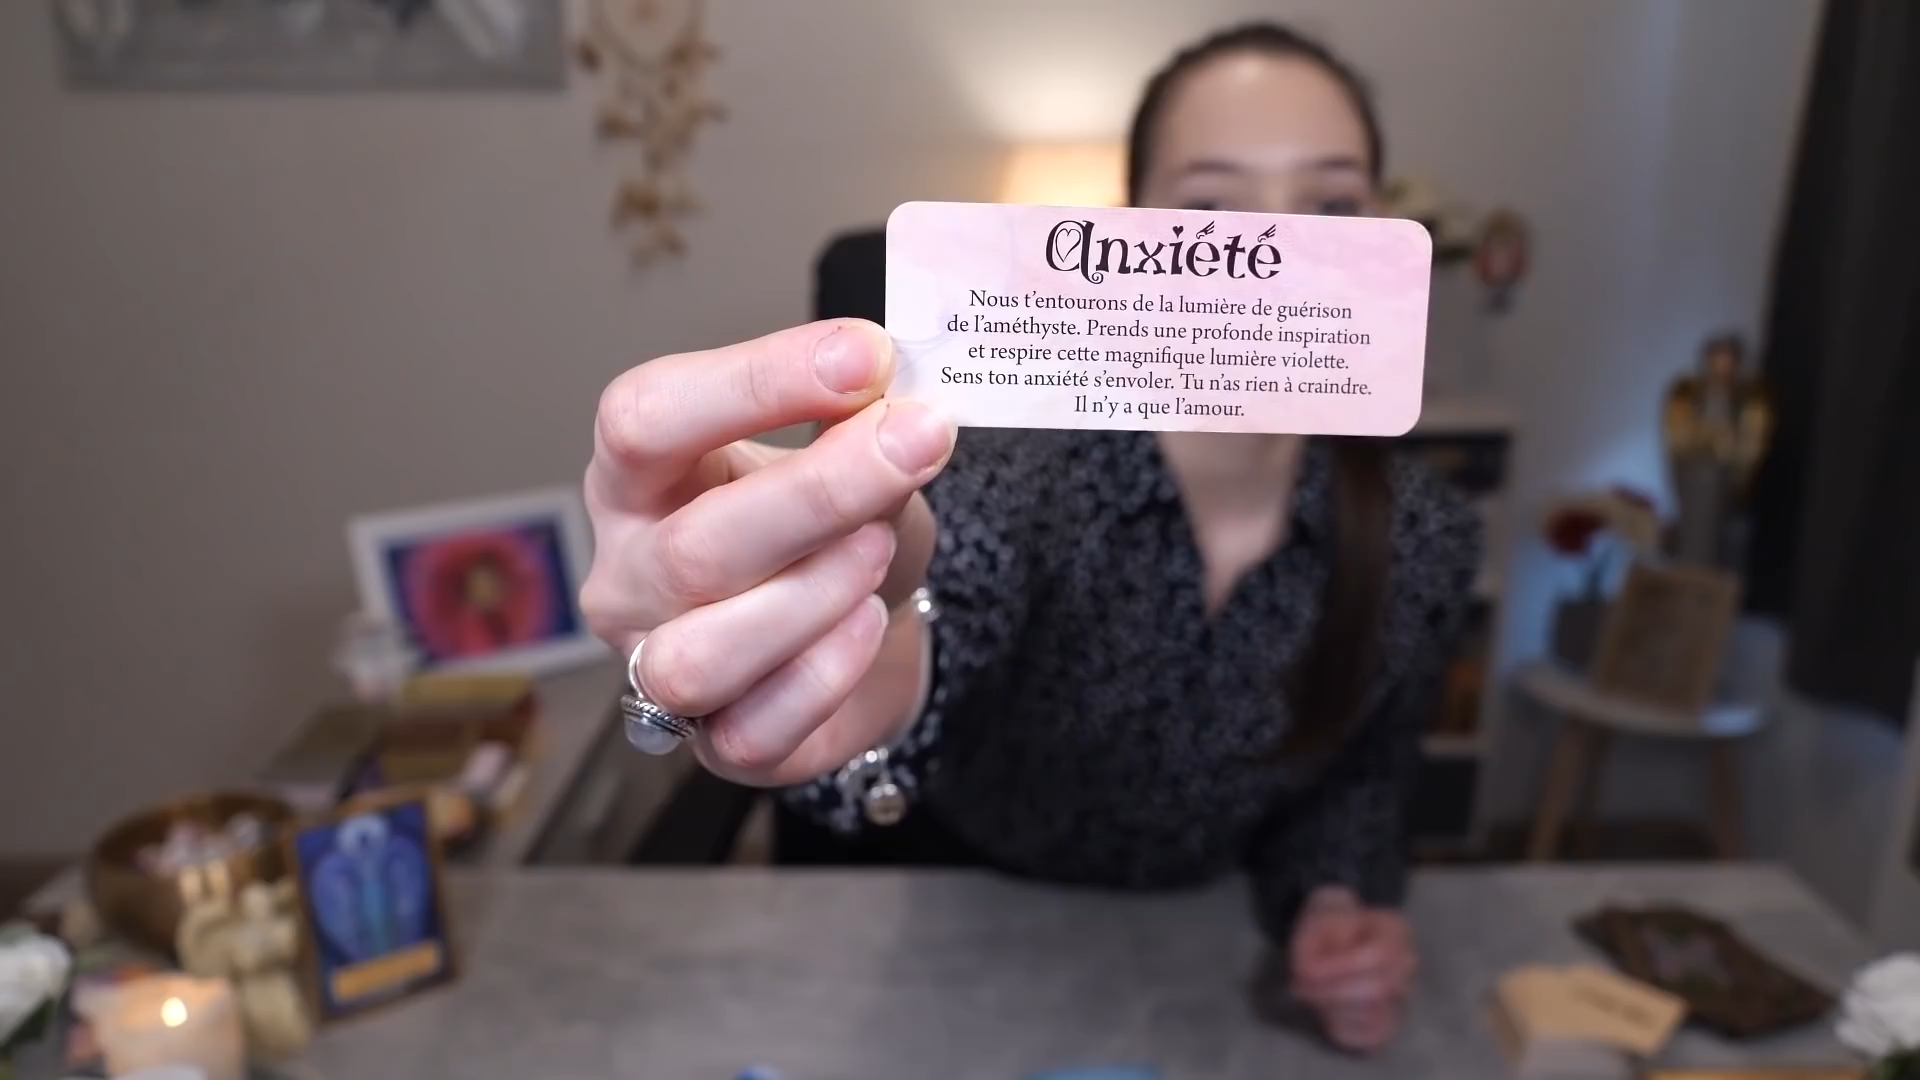 Anxiété
Nous t'entourons de la lumière de guérison
de l'améthyste. Prends une profonde inspiration
et respire cette magnifique lumière violette.
Sens ton anxiété s'envoler. Tu n'as rien à craindre.
Il n'y a que l'amour.